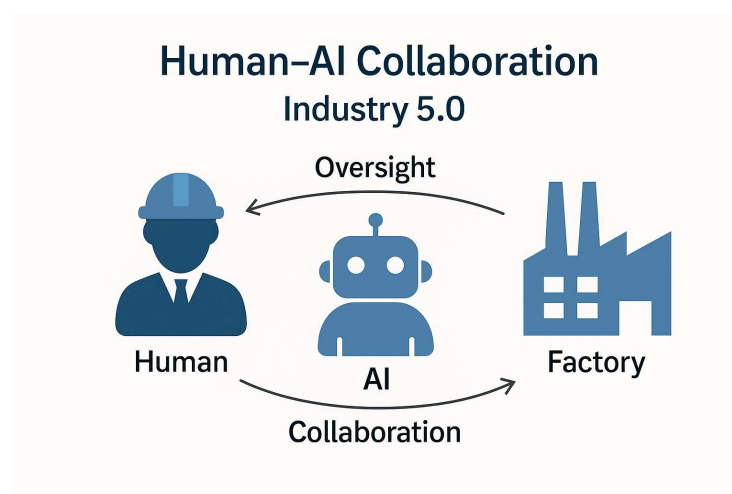 Human–AI Collaboration
Industry 5.0
Oversight
Human
AI
Factory
Collaboration